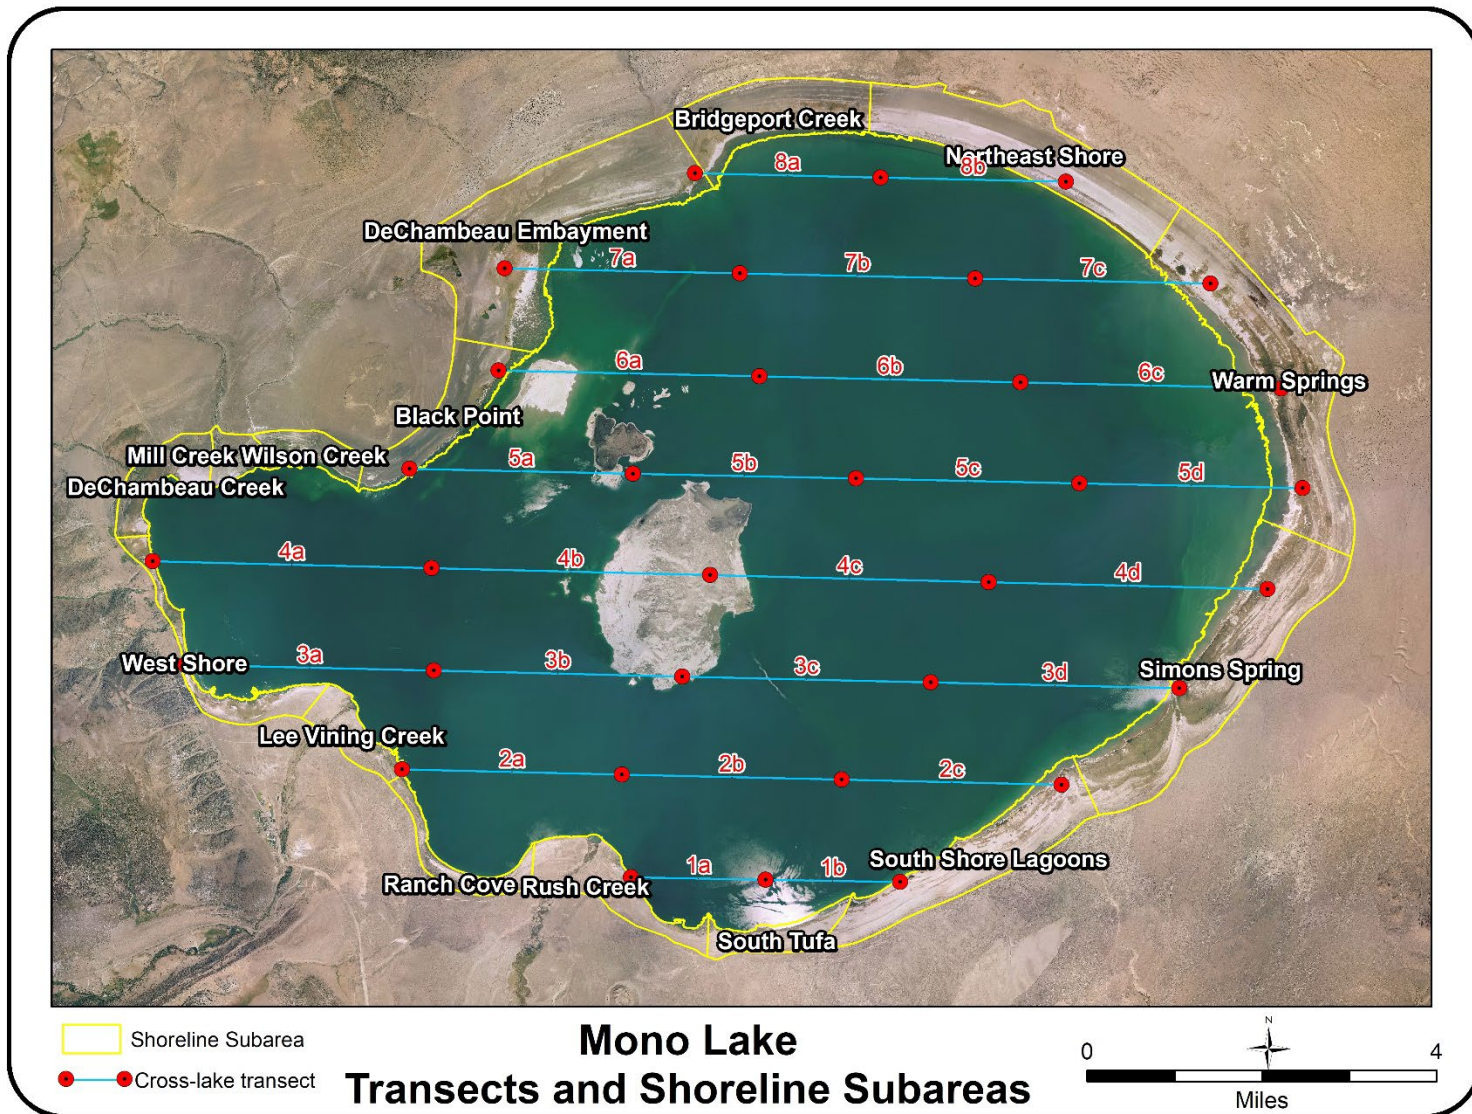 Bridgeport Creek
Northeast Shore
8a
8b
DeChambeau Embayment
7a
7b
7c
6a
6b
6c
Warm Springs
Black Point
Mill Creek
Wilson Creek
DeChambeau Creek
5a
5b
5c
5d
4a
4b
4c
4d
West Shore
3a
3b
3c
3d
Simons Spring
Lee Vining Creek
2a
2b
2c
Ranch Cove
Rush Creek
1a
1b
South Shore Lagoons
South Tufa
Shoreline Subarea
Cross-lake transect
Mono Lake
Transects and Shoreline Subareas
N
0
4
Miles